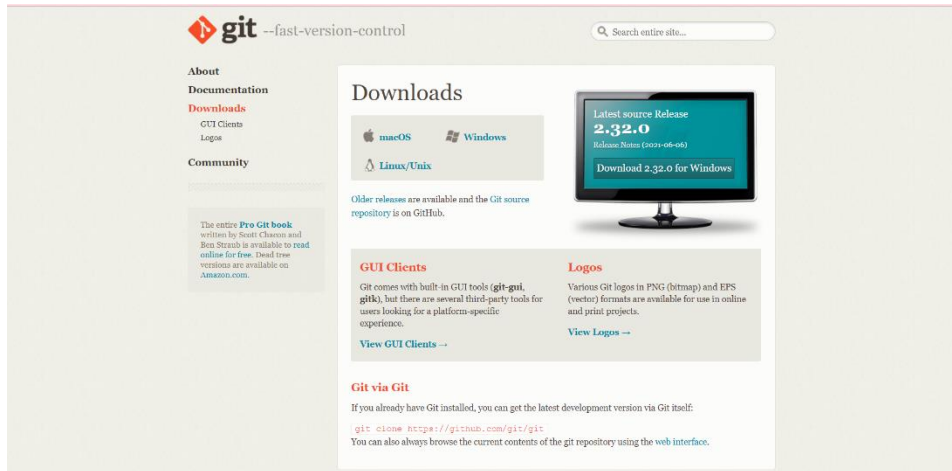 git --fast-version-control
Search entire site...
About
Documentation
Downloads
GUI Clients
Logos
Community
The entire Pro Git book
written by Scott Chacon and
Ben Straub is available to read
online for free. Dead tree
versions are available on
Amazon.com.
Downloads
macOS
Windows
Linux/Unix
Older releases are available and the Git source
repository is on GitHub.
Latest source Release
2.32.0
Release Notes (2021-06-06)
Download 2.32.0 for Windows
GUI Clients
Git comes with built-in GUI tools (git-gui,
gitk), but there are several third-party tools for
users looking for a platform-specific
experience.
View GUI Clients →
Logos
Various Git logos in PNG (bitmap) and EPS
(vector) formats are available for use in online
and print projects.
View Logos →
Git via Git
If you already have Git installed, you can get the latest development version via Git itself:
git clone https://github.com/git/git
You can also always browse the current contents of the git repository using the web interface.